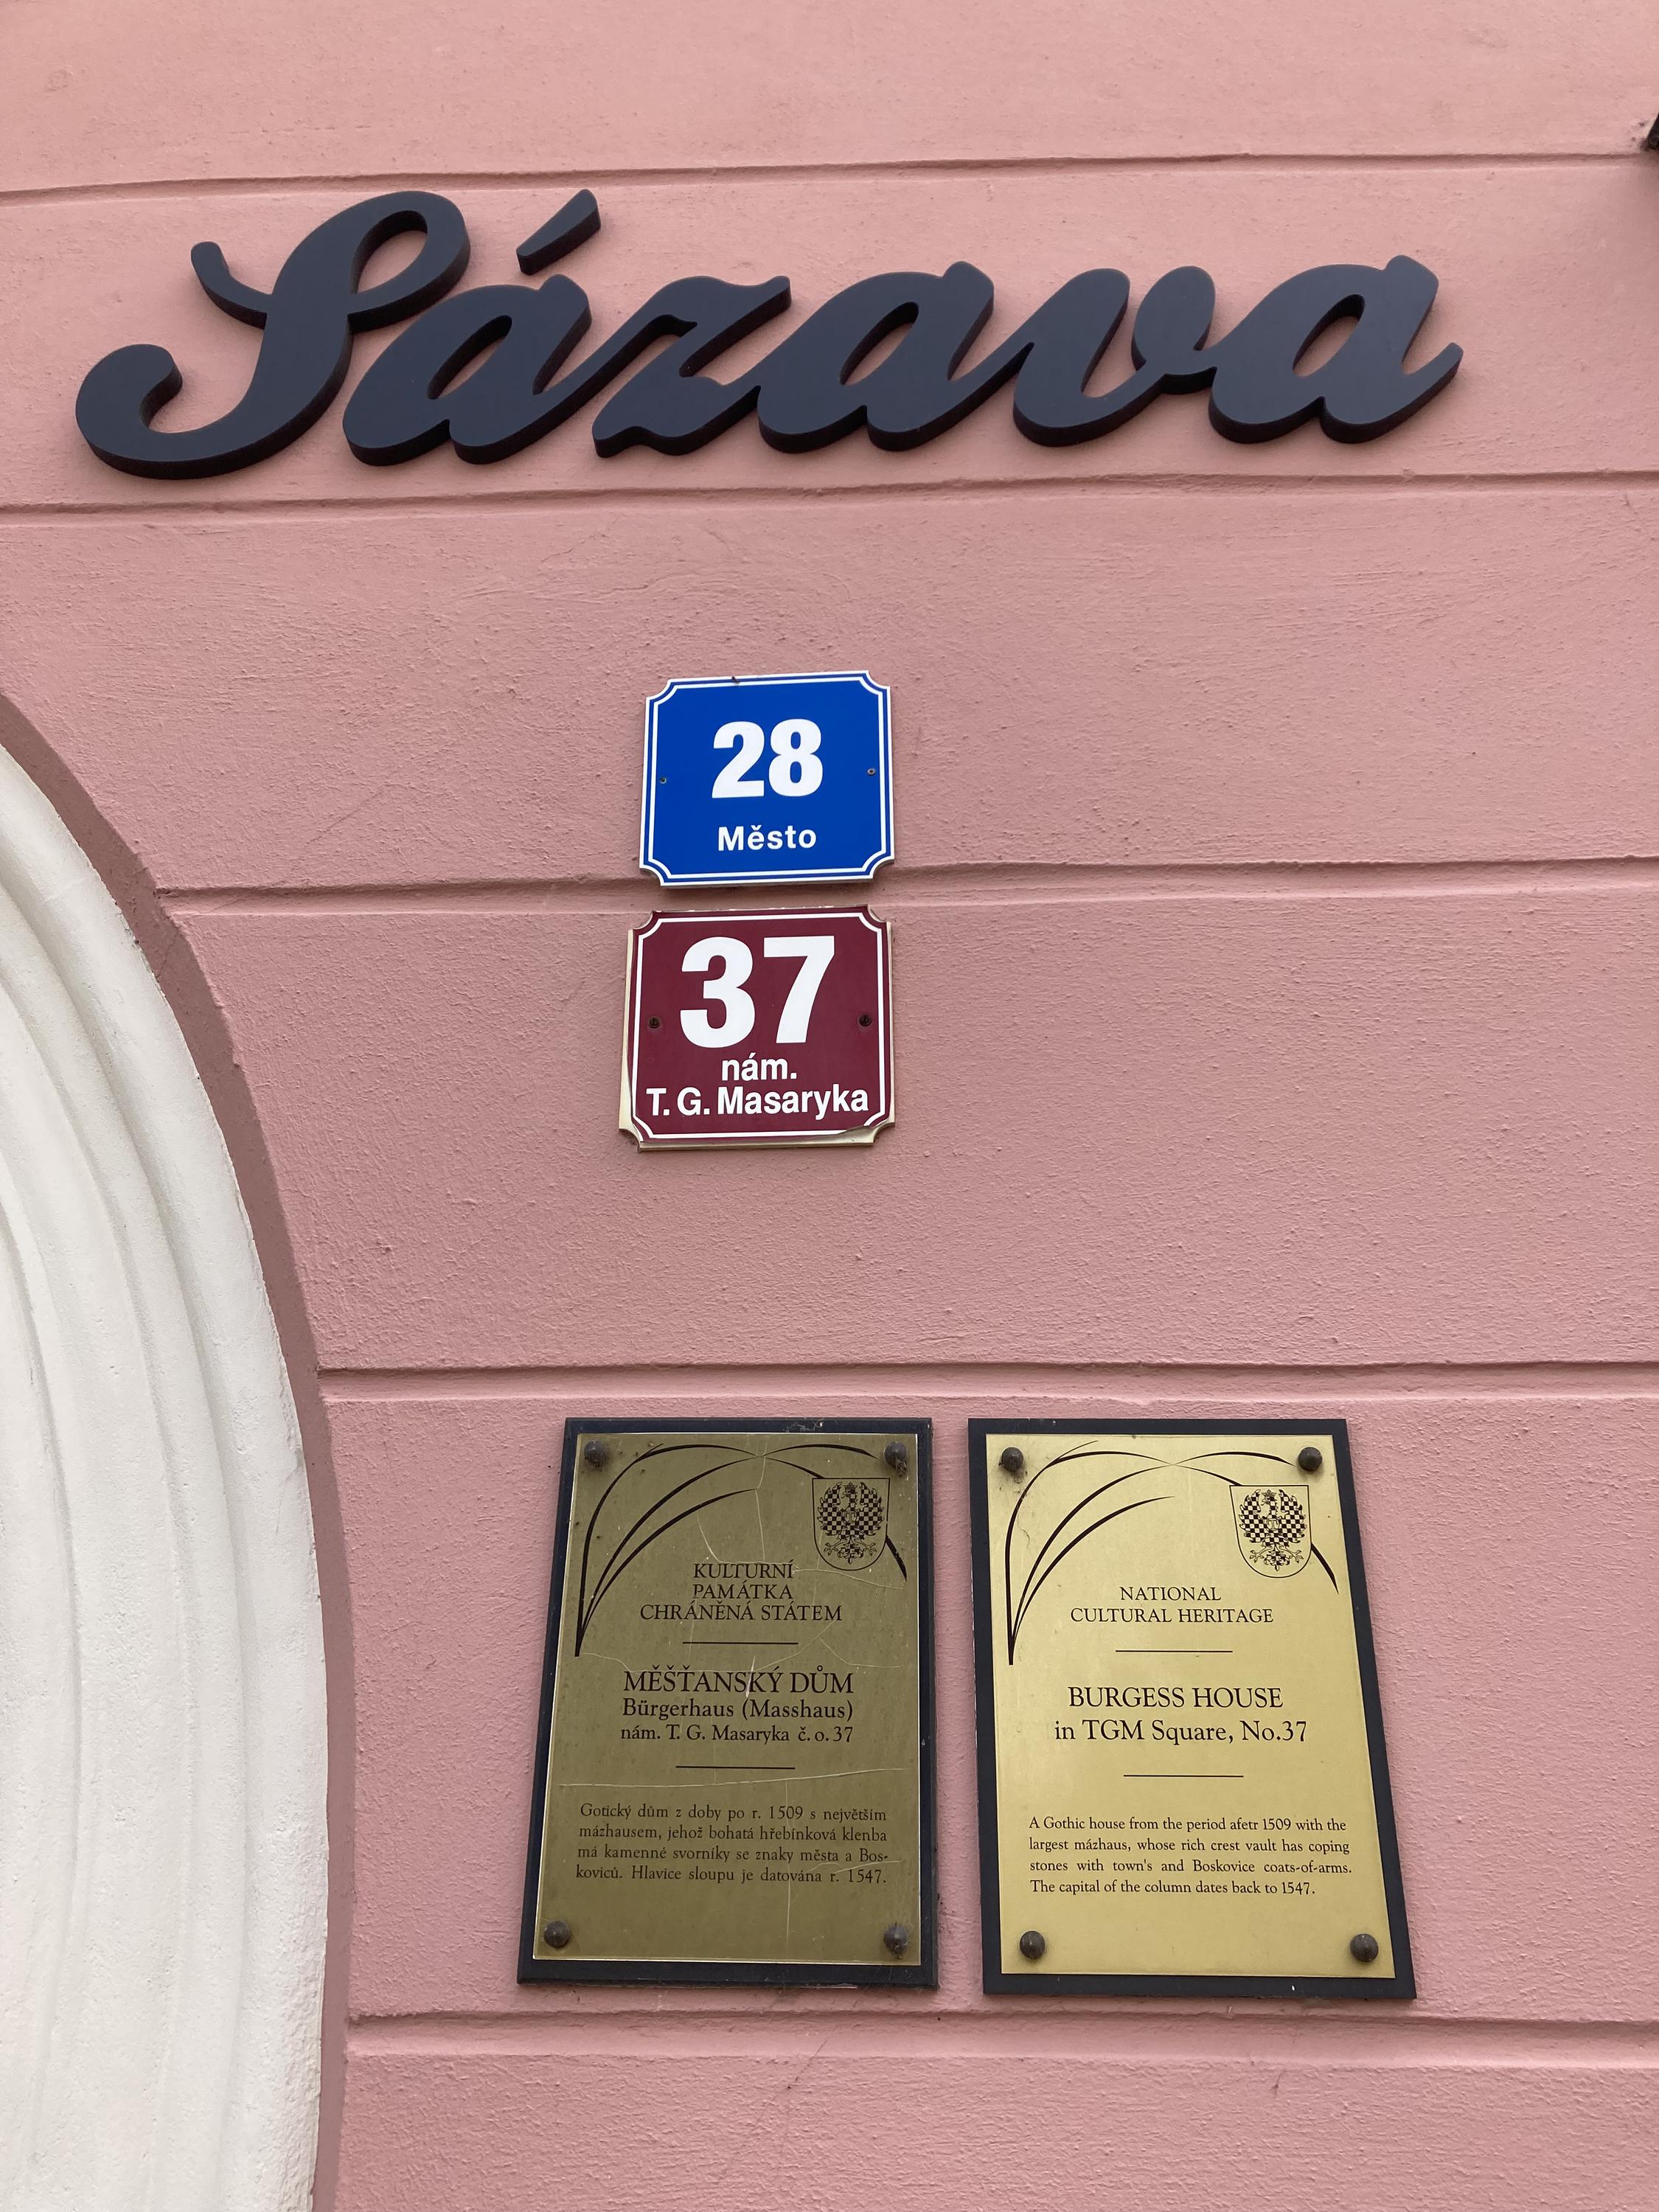 Sázava
28
Město
37
nám.
T. G. Masaryka
KULTURNÍ
PAMÁTKA
CHRÁNĚNÁ STÁTEM
MĚŠŤANSKÝ DŮM
Bürgerhaus (Masshaus)
nám. T. G. Masaryka č. o. 37
Gotický dům z doby po r. 1509 s největším
mázhausem, jehož bohatá hřebínková klenba
má kamenné svorníky se znaky města a Bos-
koviců. Hlavice sloupu je datována r. 1547.
NATIONAL
CULTURAL HERITAGE
BURGESS HOUSE
in TGM Square, No.37
A Gothic house from the period afetr 1509 with the
largest mázhaus, whose rich crest vault has coping
stones with town's and Boskovice coats-of-arms.
The capital of the column dates back to 1547.